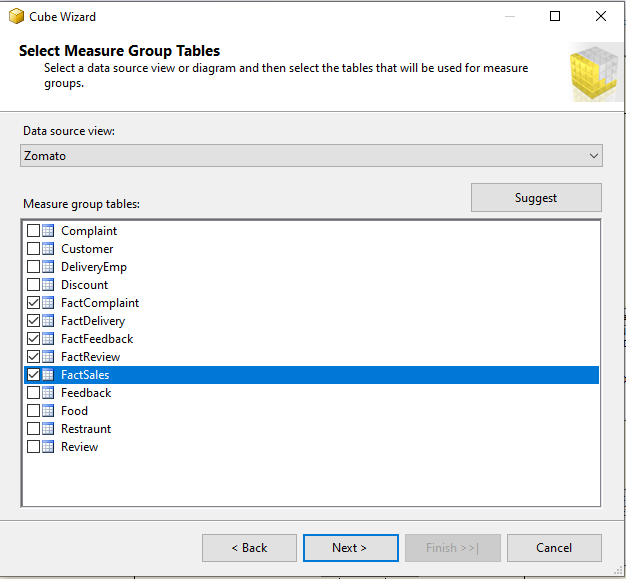 Cube Wizard
Select Measure Group Tables
Select a data source view or diagram and then select the tables that will be used for measure
groups.
Data source view:
Zomato
Measure group tables:
Suggest
Complaint
Customer
DeliveryEmp
Discount
FactComplaint
FactDelivery
FactFeedback
FactReview
FactSales
Feedback
Food
Restraunt
Review
< Back
Next >
Finish >>|
Cancel